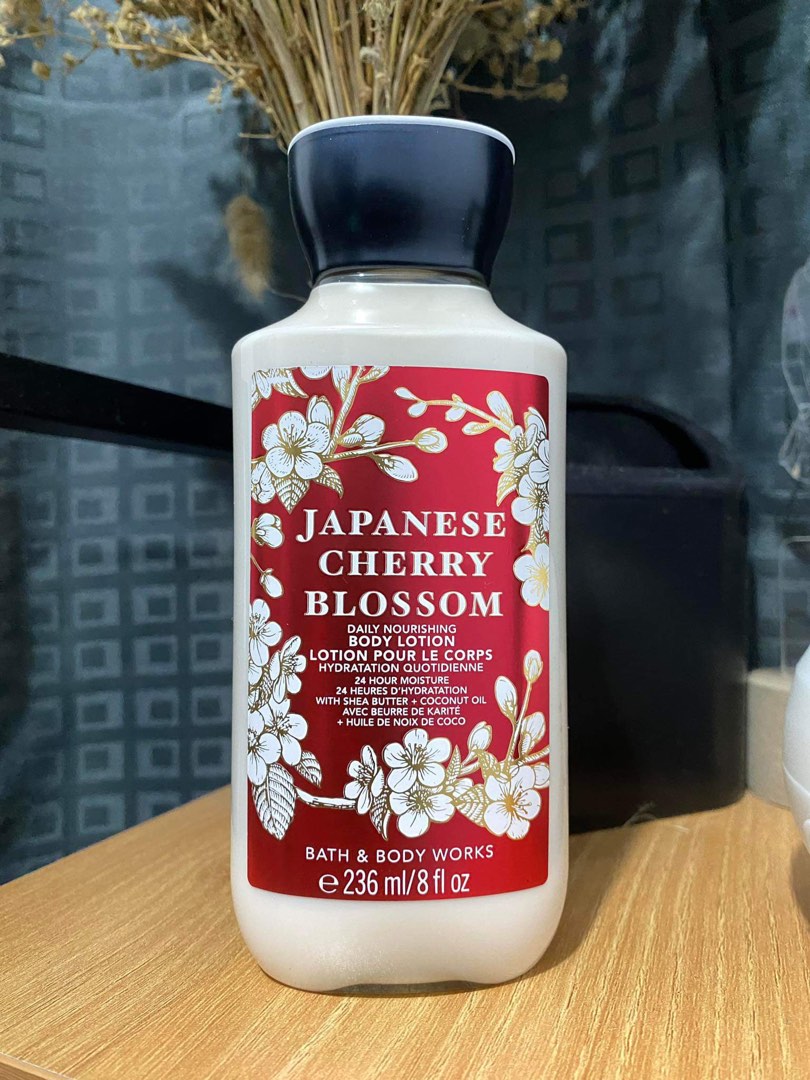 JAPANESE
CHERRY
BLOSSOM
DAILY NOURISHING
BODY LOTION
LOTION POUR LE CORPS
HYDRATATION QUOTIDIENNE
24 HOUR MOISTURE
24 HEURES D'HYDRATATION
WITH SHEA BUTTER + COCONUT OIL
AVEC BEURRE DE KARITÉ
+ HUILE DE NOIX DE COCO
BATH & BODY WORKS
℮ 236 ml/8 fl oz